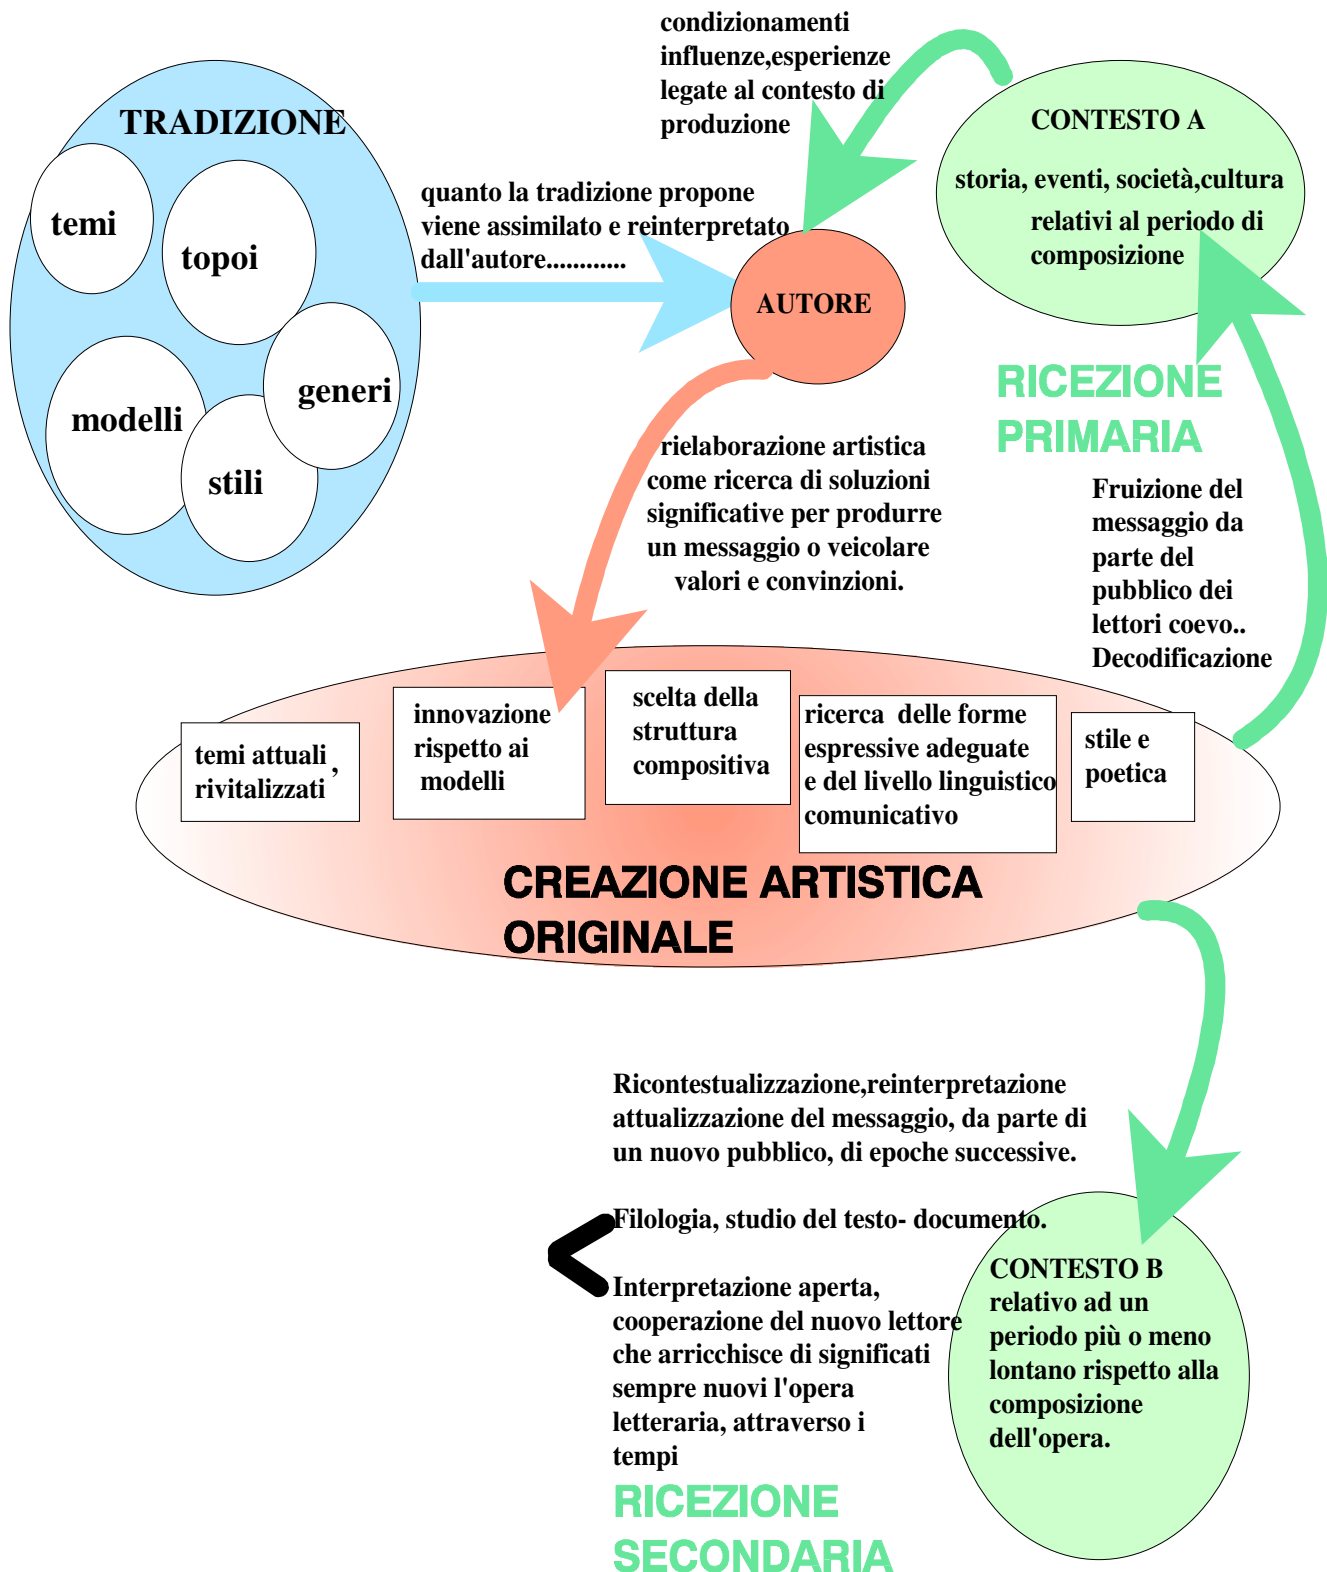 condizionamenti
influenze,esperienze
legate al contesto di
produzione
TRADIZIONE
temi
topoi
generi
modelli
stili
quanto la tradizione propone
viene assimilato e reinterpretato
dall'autore............
AUTORE
CONTESTO A
storia, eventi, società,cultura
relativi al periodo di
composizione
RICEZIONE
PRIMARIA
Fruizione del
messaggio da
parte del
pubblico dei
lettori coevo..
Decodificazione
rielaborazione artistica
come ricerca di soluzioni
significative per produrre
un messaggio o veicolare
valori e convinzioni.
temi attuali ,
rivitalizzati
innovazione
rispetto ai
modelli
scelta della
struttura
compositiva
ricerca delle forme
espressive adeguate
e del livello linguistico
comunicativo
stile e
poetica
CREAZIONE ARTISTICA
ORIGINALE
Ricontestualizzazione,reinterpretazione
attualizzazione del messaggio, da parte di
un nuovo pubblico, di epoche successive.
Filologia, studio del testo- documento.
Interpretazione aperta,
cooperazione del nuovo lettore
che arricchisce di significati
sempre nuovi l'opera
letteraria, attraverso i
tempi
RICEZIONE
SECONDARIA
CONTESTO B
relativo ad un
periodo più o meno
lontano rispetto alla
composizione
dell'opera.